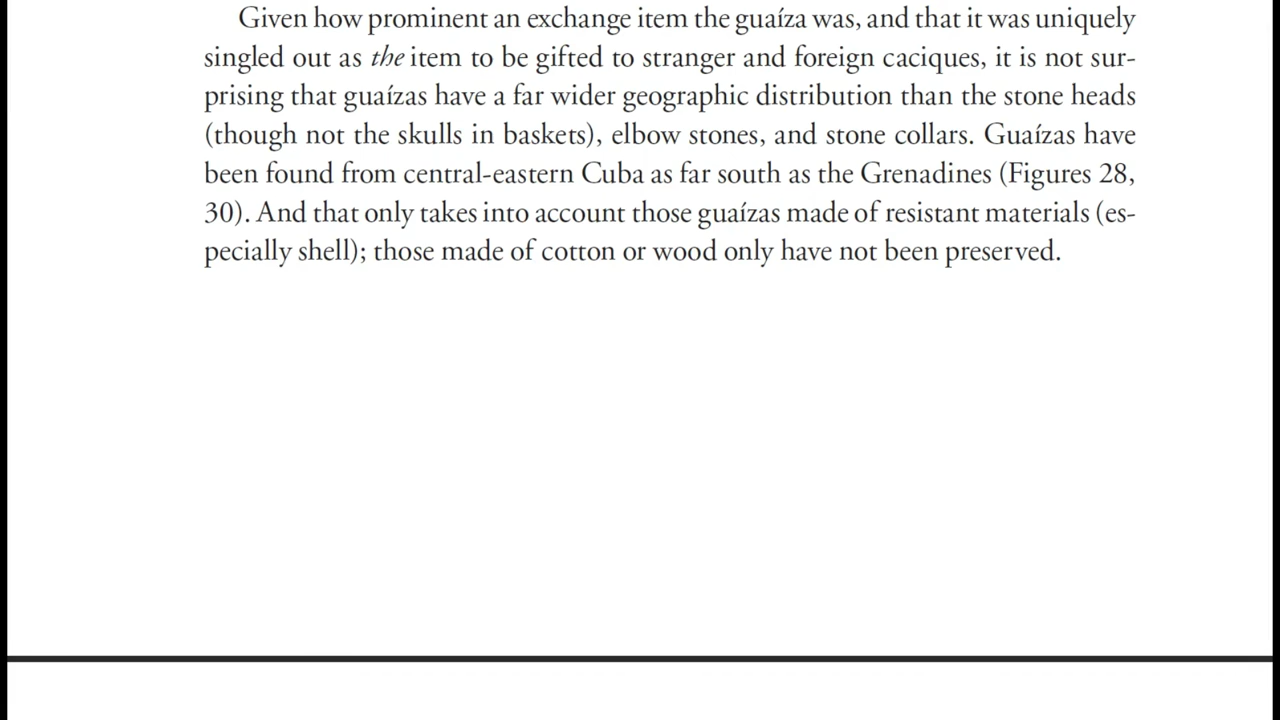 Given how prominent an exchange item the guaíza was, and that it was uniquely
singled out as the item to be gifted to stranger and foreign caciques, it is not sur-
prising that guaízas have a far wider geographic distribution than the stone heads
(though not the skulls in baskets), elbow stones, and stone collars. Guaízas have
been found from central-eastern Cuba as far south as the Grenadines (Figures 28,
30). And that only takes into account those guaízas made of resistant materials (es-
pecially shell); those made of cotton or wood only have not been preserved.